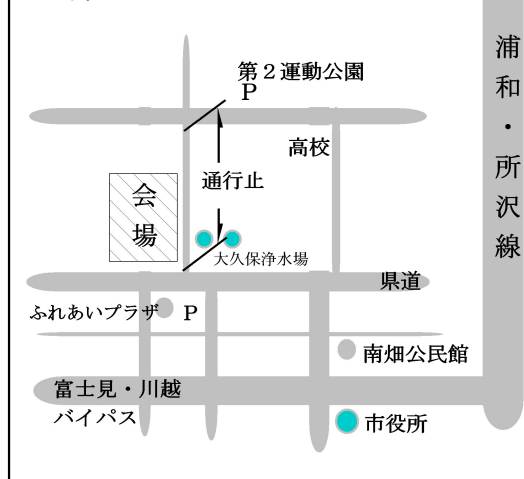 第２運動公園
P
高校
通行止
会場
大久保浄水場
県道
ふれあいプラザ
P
南畑公民館
富士見・川越
バイパス
市役所
浦和・所沢線